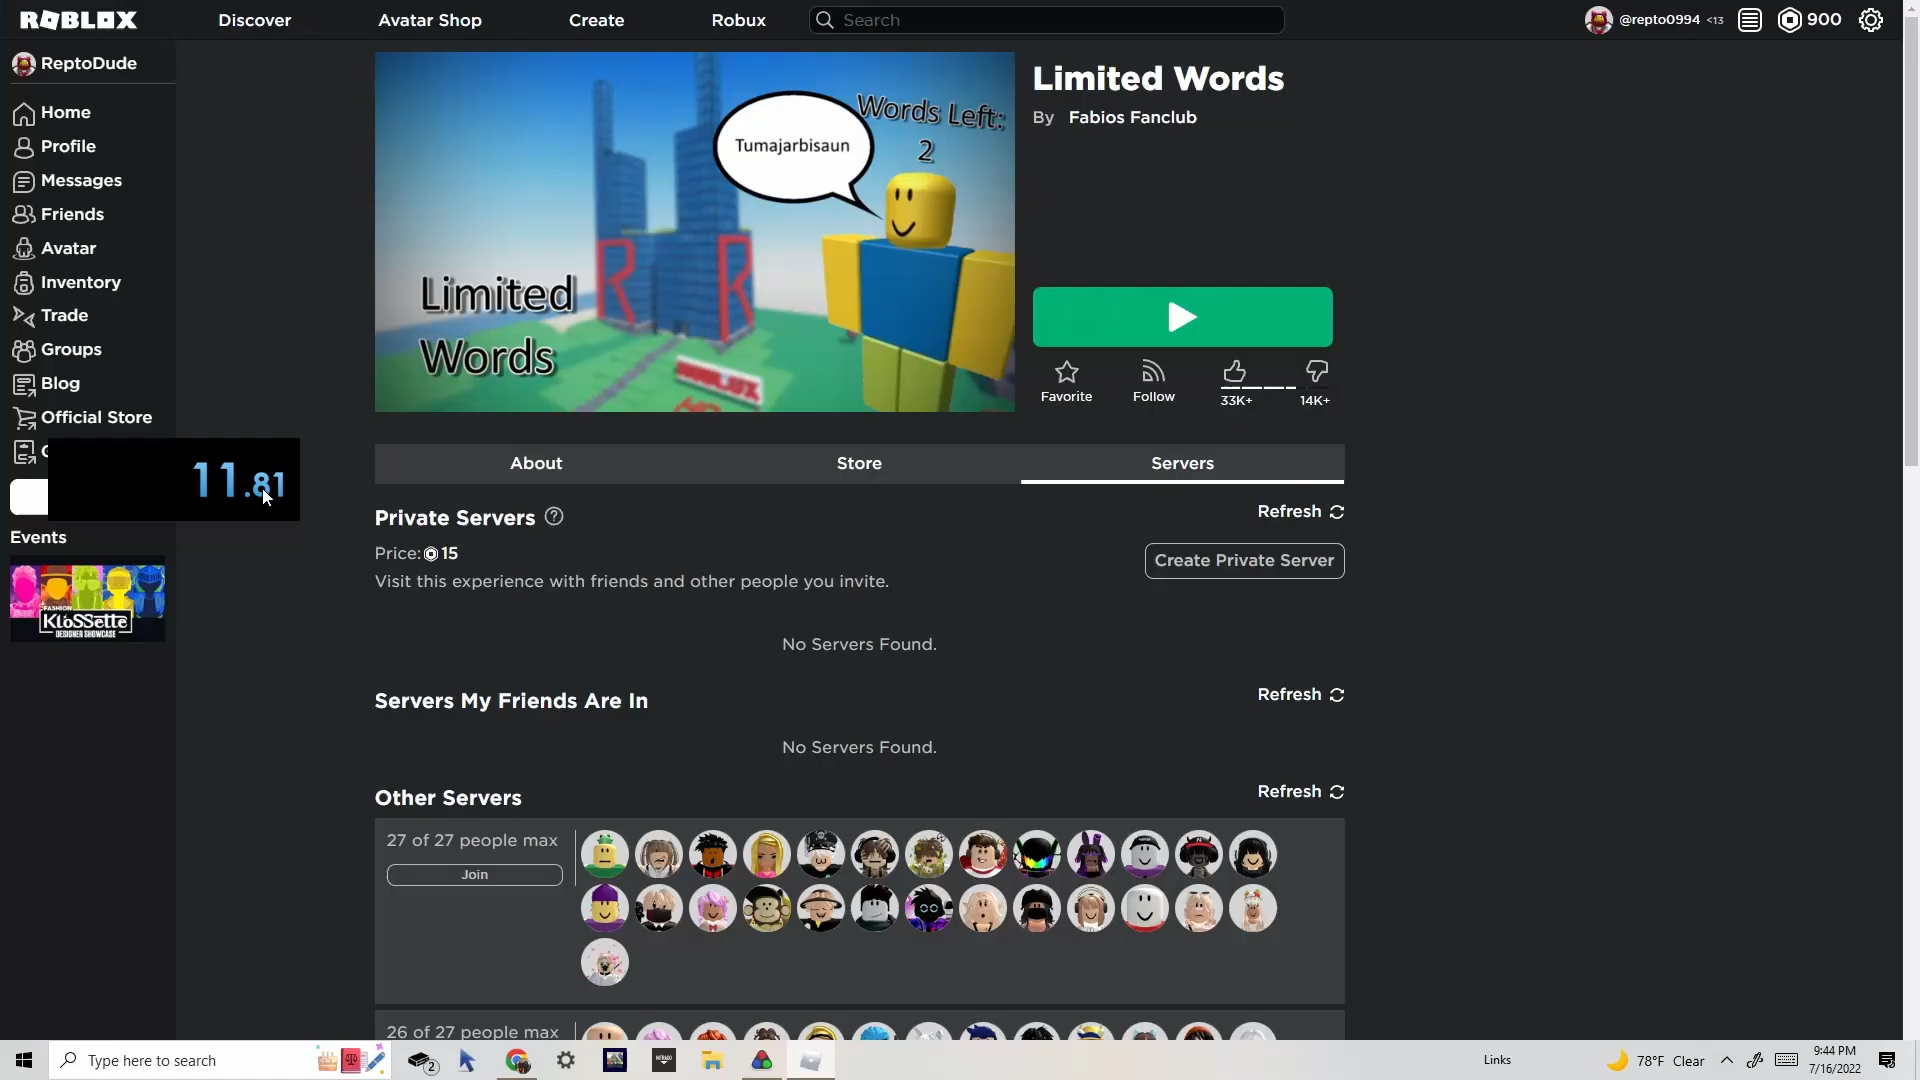 ROBLOX
Discover
Avatar Shop
Create
Robux
Search
@repto0994 <13
900
ReptoDude
Home
Profile
Messages
Friends
Avatar
Inventory
Trade
Groups
Blog
Official Store
11.81
Events
FASHION
KLOSSETTE
DESIGNER SHOWCASE
Words Left:
2
Tumajarbisaun
Limited
Words
ROBLOX
HQ
R R
Limited Words
By Fabios Fanclub
Favorite
Follow
33K+
14K+
About
Store
Servers
Private Servers
Refresh
Price: 15
Visit this experience with friends and other people you invite.
Create Private Server
No Servers Found.
Servers My Friends Are In
Refresh
No Servers Found.
Other Servers
Refresh
27 of 27 people max
Join
26 of 27 people max
Type here to search
2
Links
78°F Clear
9:44 PM
7/16/2022